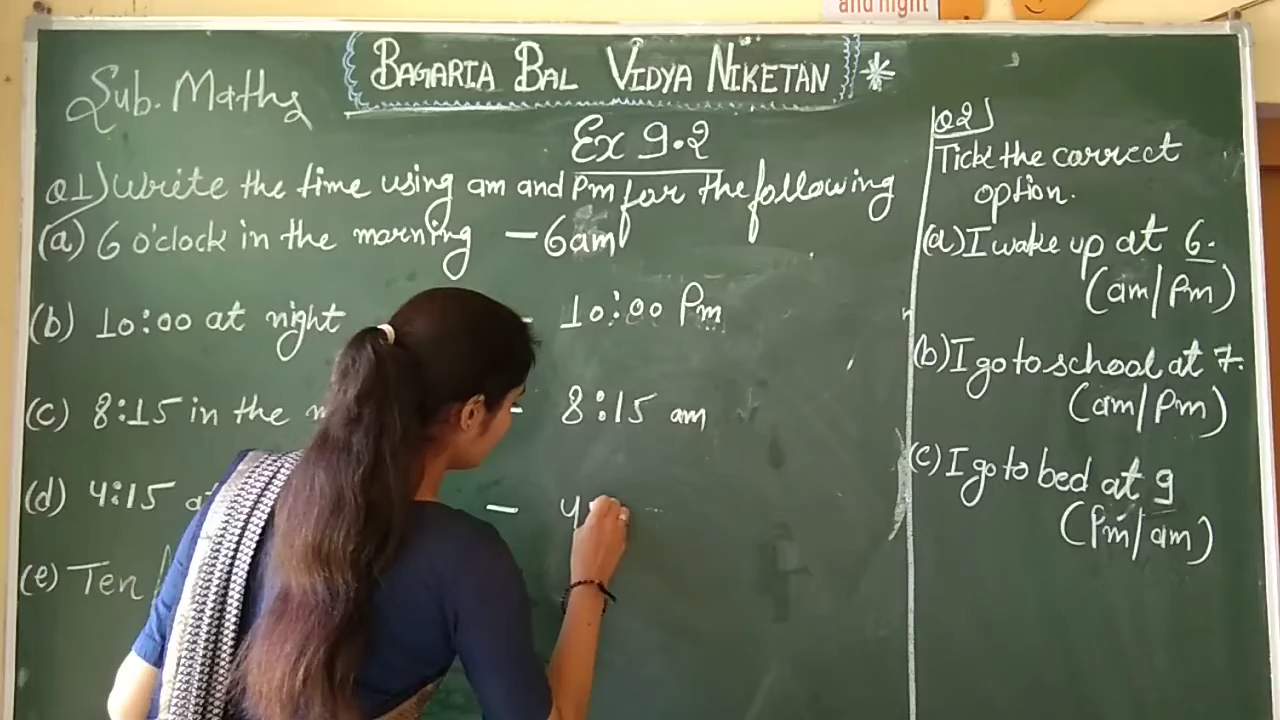 and night
BAGARIA BAL VIDYA NIKETAN
Sub. Maths
Ex 9.2
Q1) Write the time using am and Pm for the following
(a) 6 o'clock in the morning - 6am
(b) 10:00 at night - 10:00 Pm
(c) 8:15 in the - 8:15 am
(d) 4:15 - 4
(e) Ten
Q2)
Tick the correct
option.
(a) I wake up at 6.
(am/Pm)
(b) I go to school at 7.
(am/Pm)
(c) I go to bed at 9
(Pm/am)